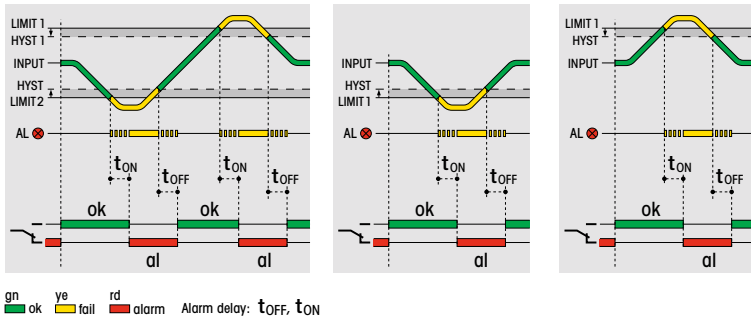 LIMIT 1
HYST 1
INPUT
HYST
LIMIT2
AL
tON
tOFF
tON
tOFF
ok
ok
al
al
INPUT
HYST
LIMIT 1
AL
tON
tOFF
ok
al
LIMIT 1
HYST
INPUT
AL
tON
tOFF
ok
al
gn ye rd
ok fail alarm Alarm delay: tOFF, tON